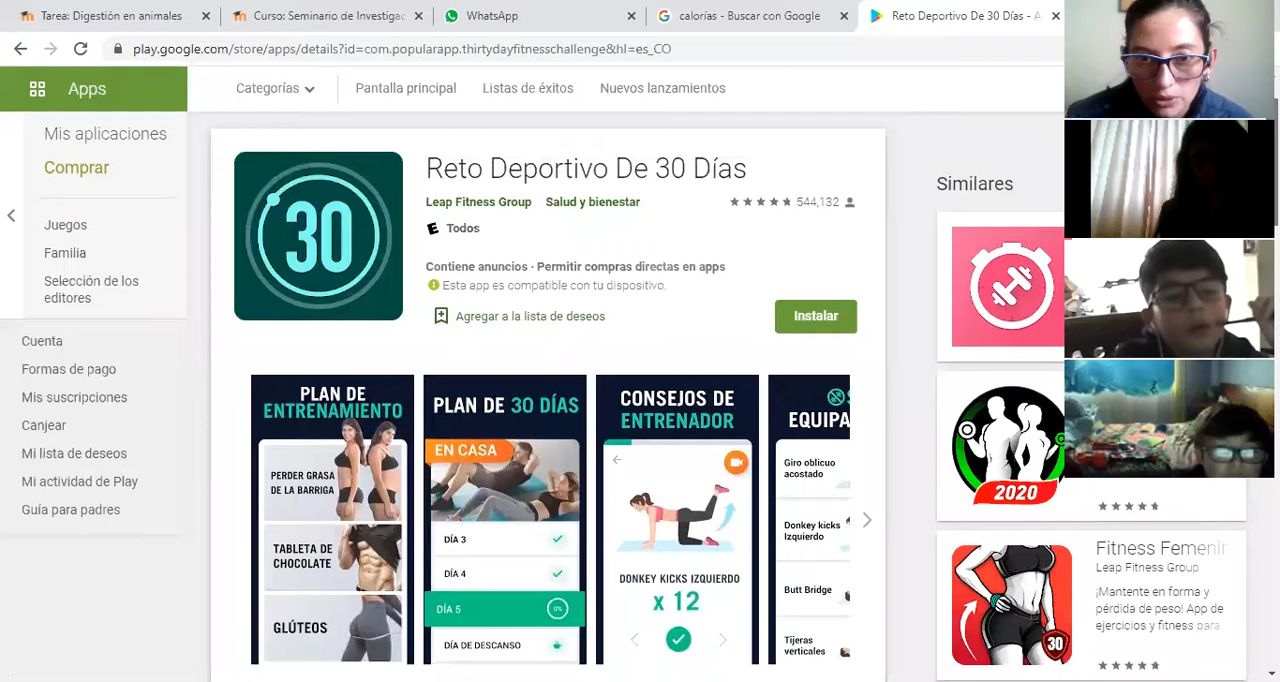 Tarea: Digestión en animales
Curso: Seminario de Investigac
WhatsApp
calorías - Buscar con Google
Reto Deportivo De 30 Días - A
play.google.com/store/apps/details?id=com.popularapp.thirtydayfitnesschallenge&hl=es_CO
Apps
Categorías
Pantalla principal
Listas de éxitos
Nuevos lanzamientos
Mis aplicaciones
Comprar
Juegos
Familia
Selección de los
editores
Cuenta
Formas de pago
Mis suscripciones
Canjear
Mi lista de deseos
Mi actividad de Play
Guía para padres
30
Reto Deportivo De 30 Días
Leap Fitness Group
Salud y bienestar
544,132
E
Todos
Contiene anuncios · Permitir compras directas en apps
Esta app es compatible con tu dispositivo.
Agregar a la lista de deseos
Instalar
PLAN DE
ENTRENAMIENTO
PERDER GRASA
DE LA BARRIGA
TABLETA DE
CHOCOLATE
GLÚTEOS
PLAN DE 30 DÍAS
EN CASA
DÍA 3
DÍA 4
DÍA 5
0%
DÍA DE DESCANSO
CONSEJOS DE
ENTRENADOR
DONKEY KICKS IZQUIERDO
x 12
S
EQUIPA
Giro oblicuo
acostado
Donkey kicks
Izquierdo
Butt Bridge
Tijeras
verticales
Similares
2020
30
Fitness Femenin
Leap Fitness Group
¡Mantente en forma y
pérdida de peso! App de
ejercicios y fitness para